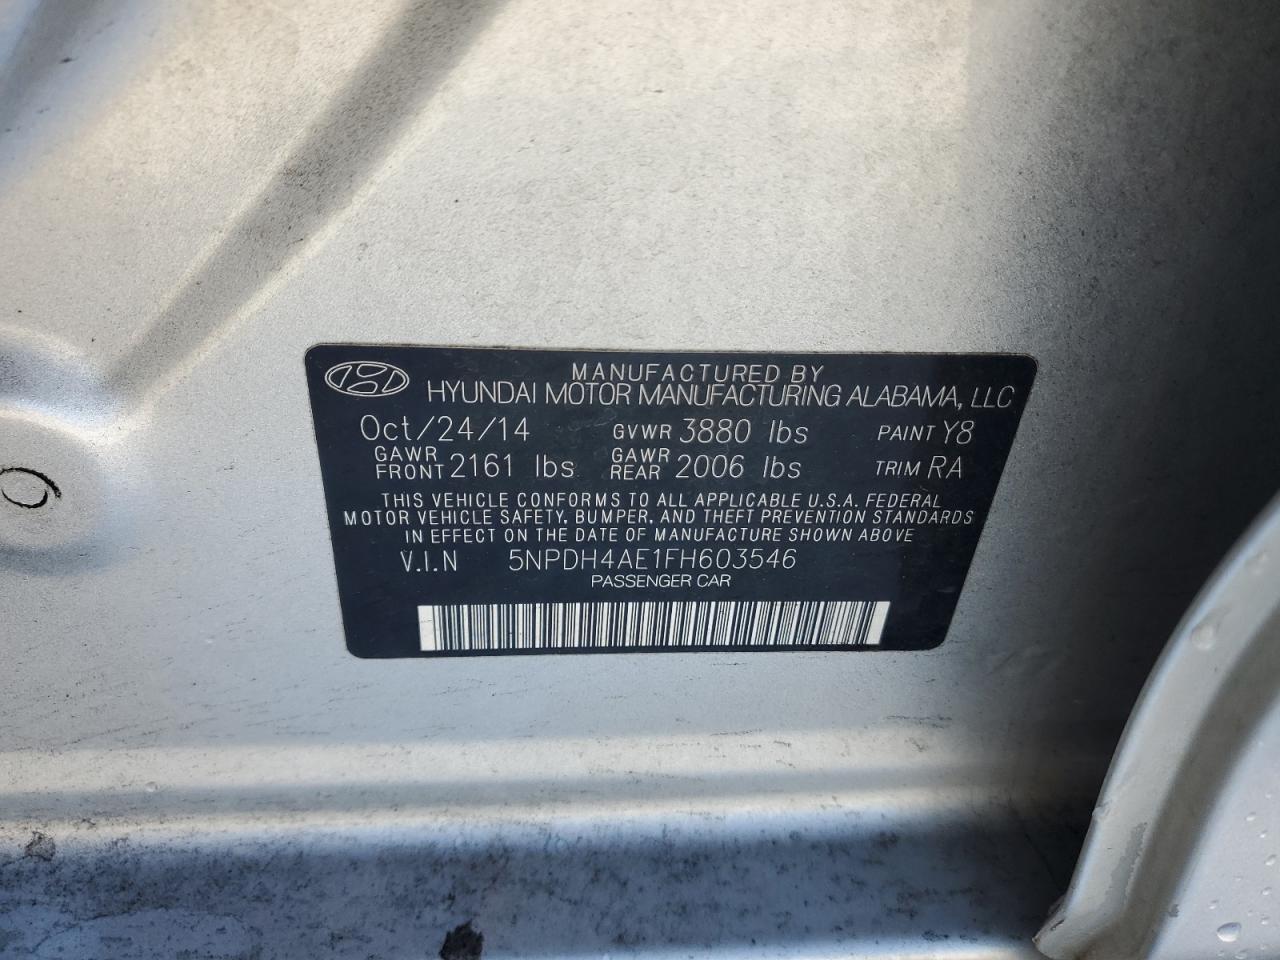 MANUFACTURED BY
HYUNDAI MOTOR MANUFACTURING ALABAMA, LLC
Oct/24/14 GVWR 3880 lbs PAINT Y8
GAWR FRONT 2161 lbs GAWR REAR 2006 lbs TRIM RA
THIS VEHICLE CONFORMS TO ALL APPLICABLE U.S.A. FEDERAL
MOTOR VEHICLE SAFETY, BUMPER, AND THEFT PREVENTION STANDARDS
IN EFFECT ON THE DATE OF MANUFACTURE SHOWN ABOVE
V.I.N 5NPDH4AE1FH603546
PASSENGER CAR